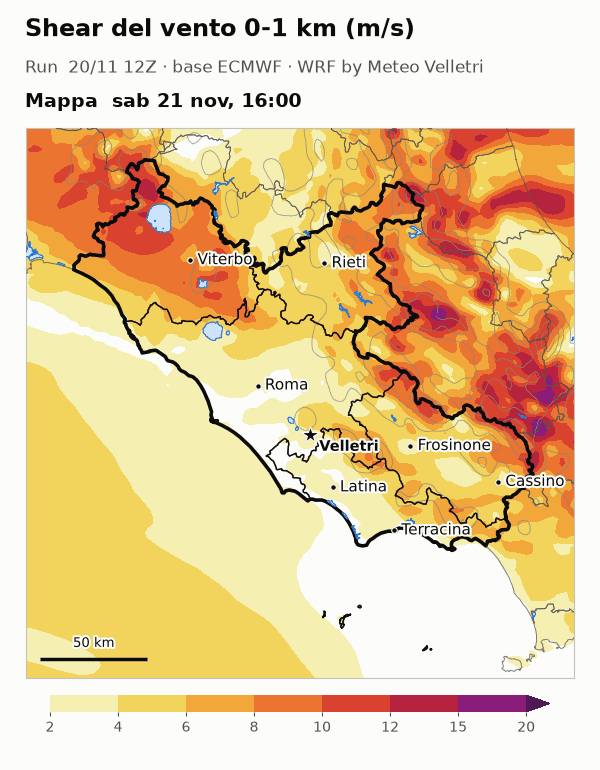 Shear del vento 0-1 km (m/s)
Run 20/11 12Z · base ECMWF · WRF by Meteo Velletri
Mappa sab 21 nov, 16:00
Viterbo
Rieti
Roma
Velletri
Frosinone
Latina
Cassino
Terracina
50 km
2 4 6 8 10 12 15 20